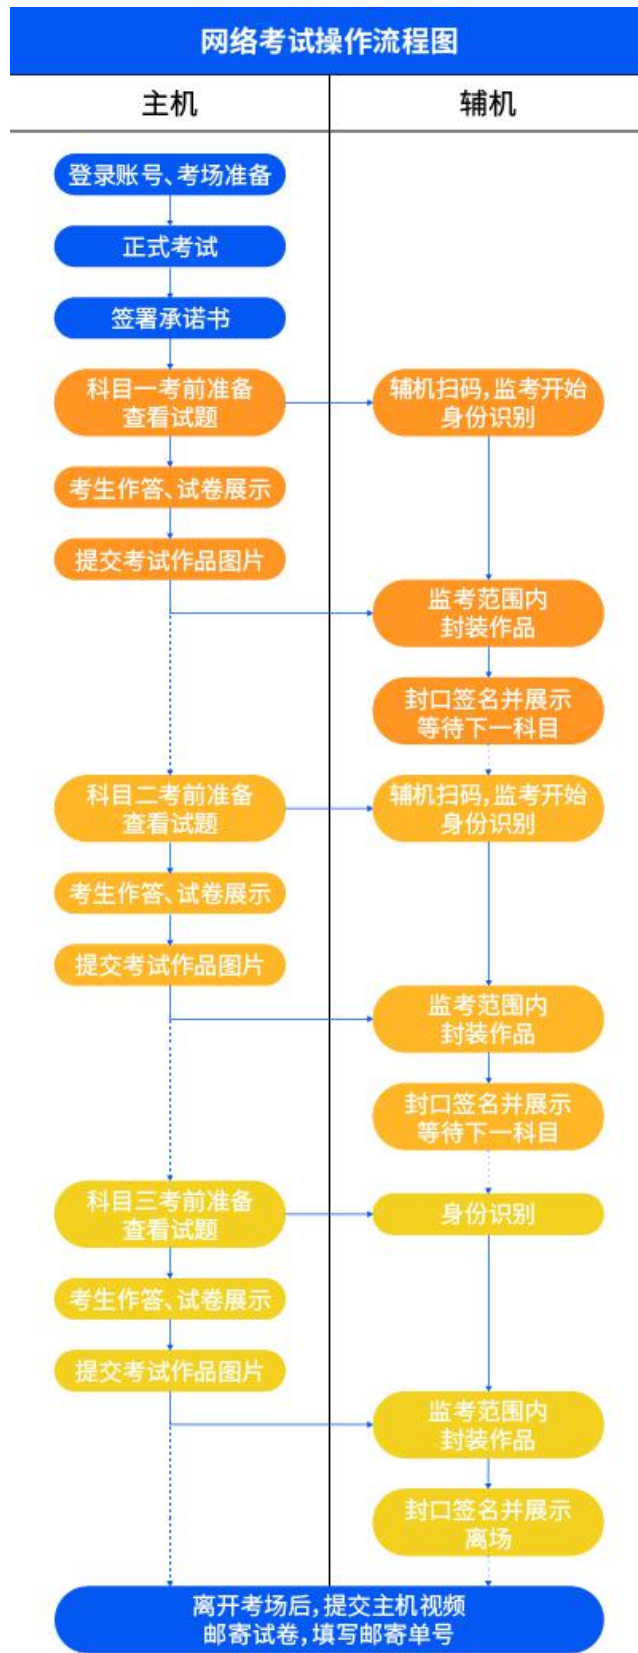 网络考试操作流程图
主机
辅机
登录账号、考场准备
正式考试
签署承诺书
科目一考前准备
查看试题
辅机扫码,监考开始
身份识别
考生作答、试卷展示
提交考试作品图片
监考范围内
封装作品
封口签名并展示
等待下一科目
科目二考前准备
查看试题
辅机扫码,监考开始
身份识别
考生作答、试卷展示
提交考试作品图片
监考范围内
封装作品
封口签名并展示
等待下一科目
科目三考前准备
查看试题
身份识别
考生作答、试卷展示
提交考试作品图片
监考范围内
封装作品
封口签名并展示
离场
离开考场后,提交主机视频
邮寄试卷,填写邮寄单号